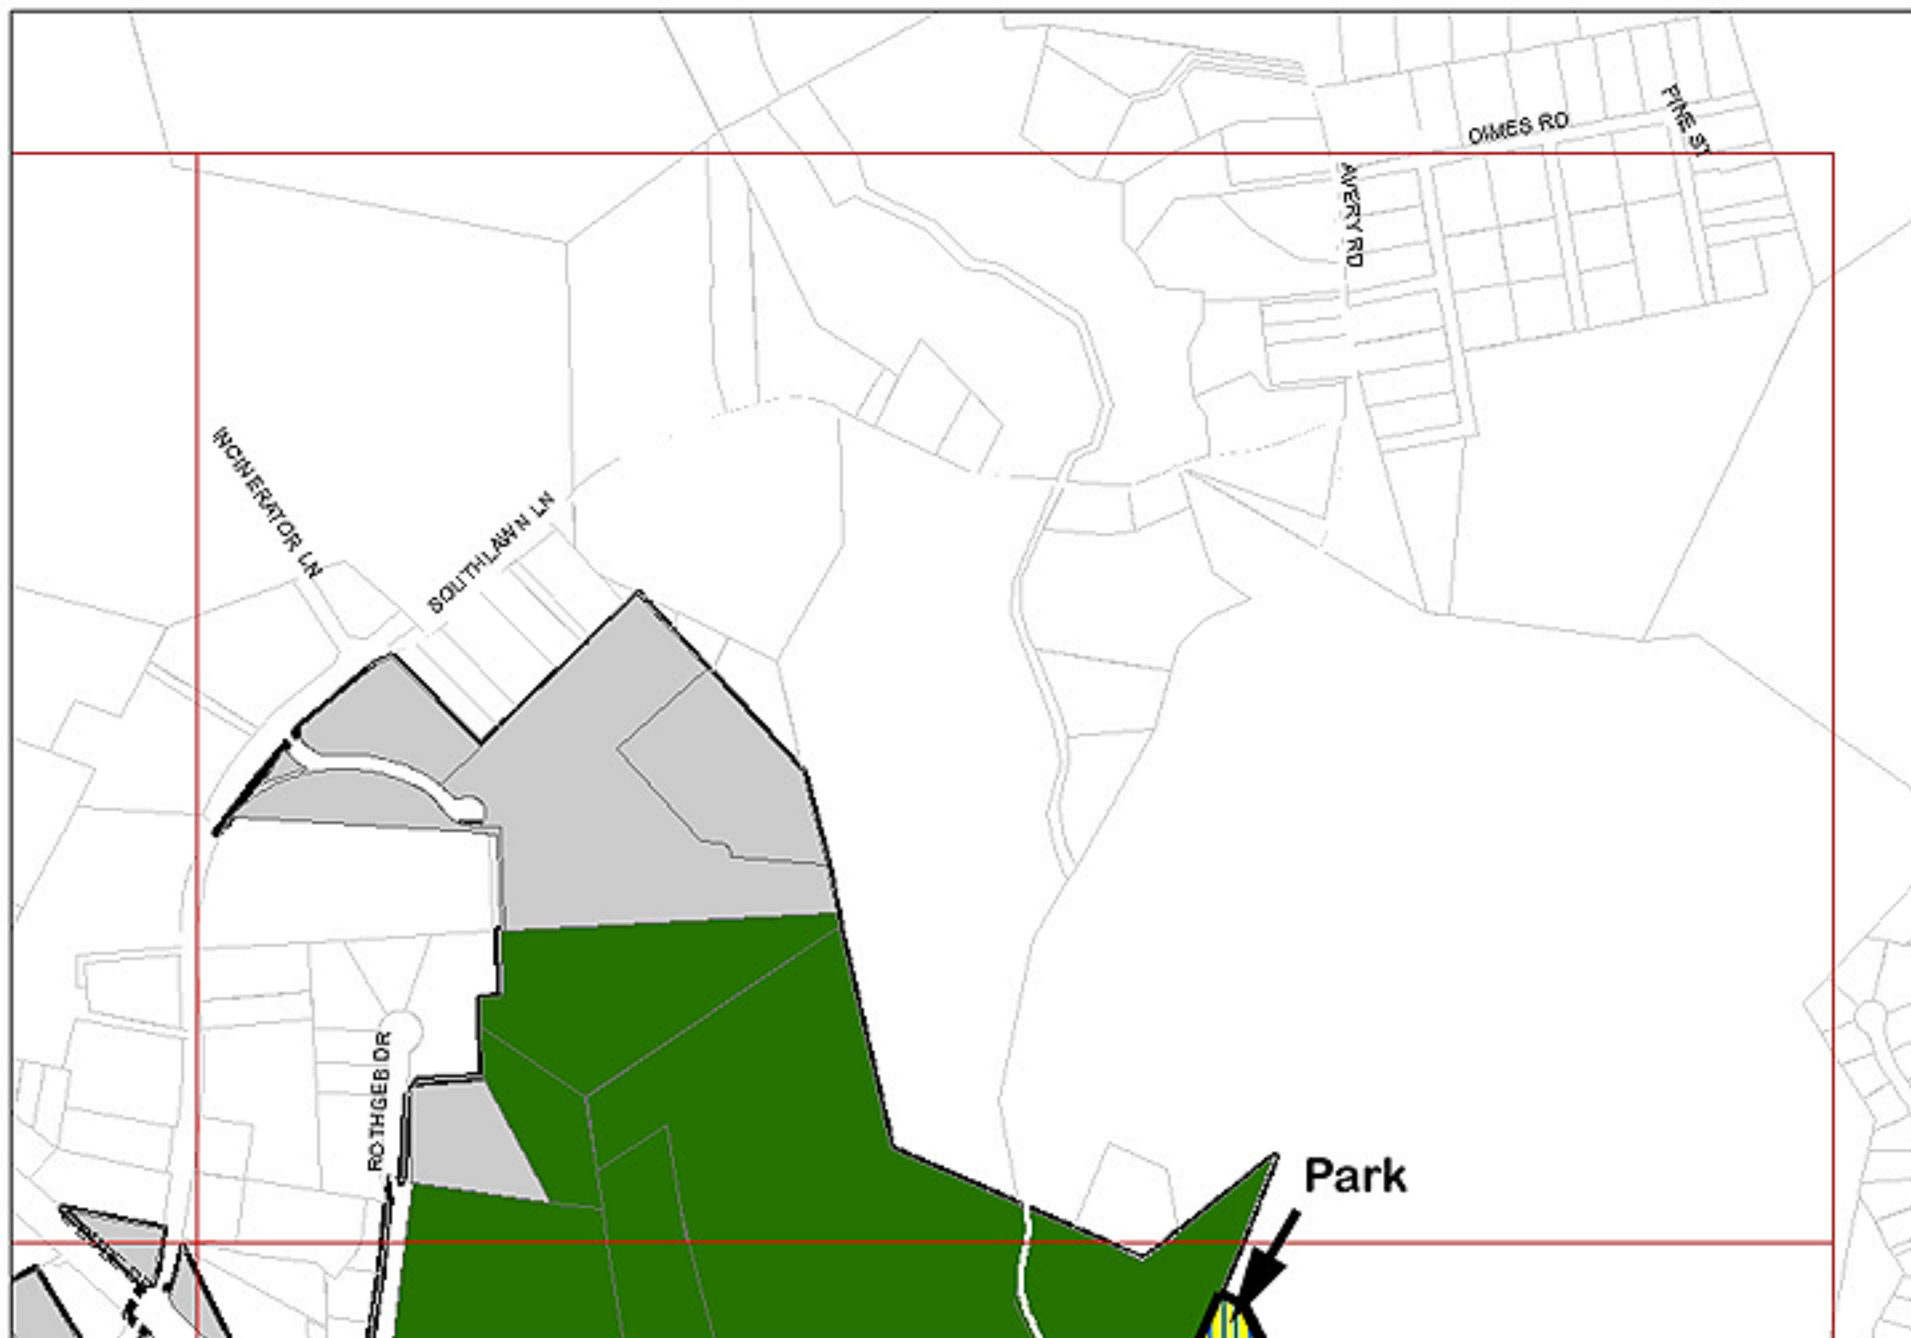 PINE ST
DIMES RD
AVERY RD
INCINERATOR LN
SOUTHLAWN LN
ROTHGEB DR
Park